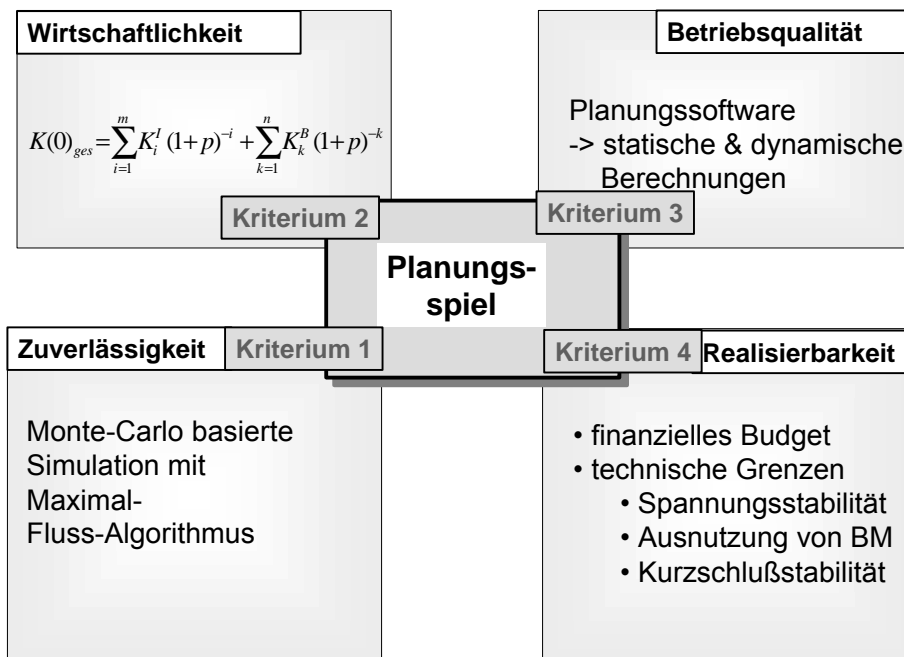 Wirtschaftlichkeit
K(0)_ges = ∑_{i=1}^{m} K_i^I (1+p)^{-i} + ∑_{k=1}^{n} K_k^B (1+p)^{-k}
Kriterium 2
Betriebsqualität
Planungssoftware
-> statische & dynamische
Berechnungen
Kriterium 3
Planungs-
spiel
Zuverlässigkeit
Kriterium 1
Monte-Carlo basierte
Simulation mit
Maximal-
Fluss-Algorithmus
Kriterium 4
Realisierbarkeit
• finanzielles Budget
• technische Grenzen
• Spannungsstabilität
• Ausnutzung von BM
• Kurzschlußstabilität